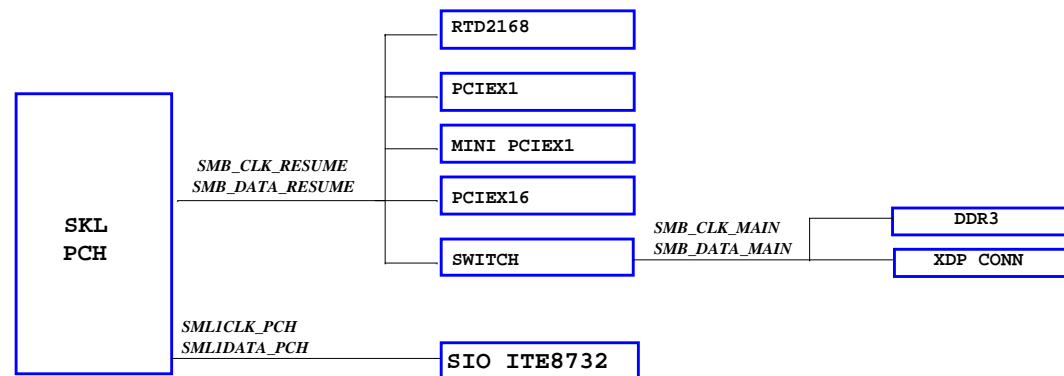 RTD2168
PCIEX1
MINI PCIEX1
SMB_CLK_RESUME
SMB_DATA_RESUME
PCIEX16
SKL
PCH
SMB_CLK_MAIN
SMB_DATA_MAIN
DDR3
SWITCH
XDP CONN
SML1CLK_PCH
SML1DATA_PCH
SIO ITE8732